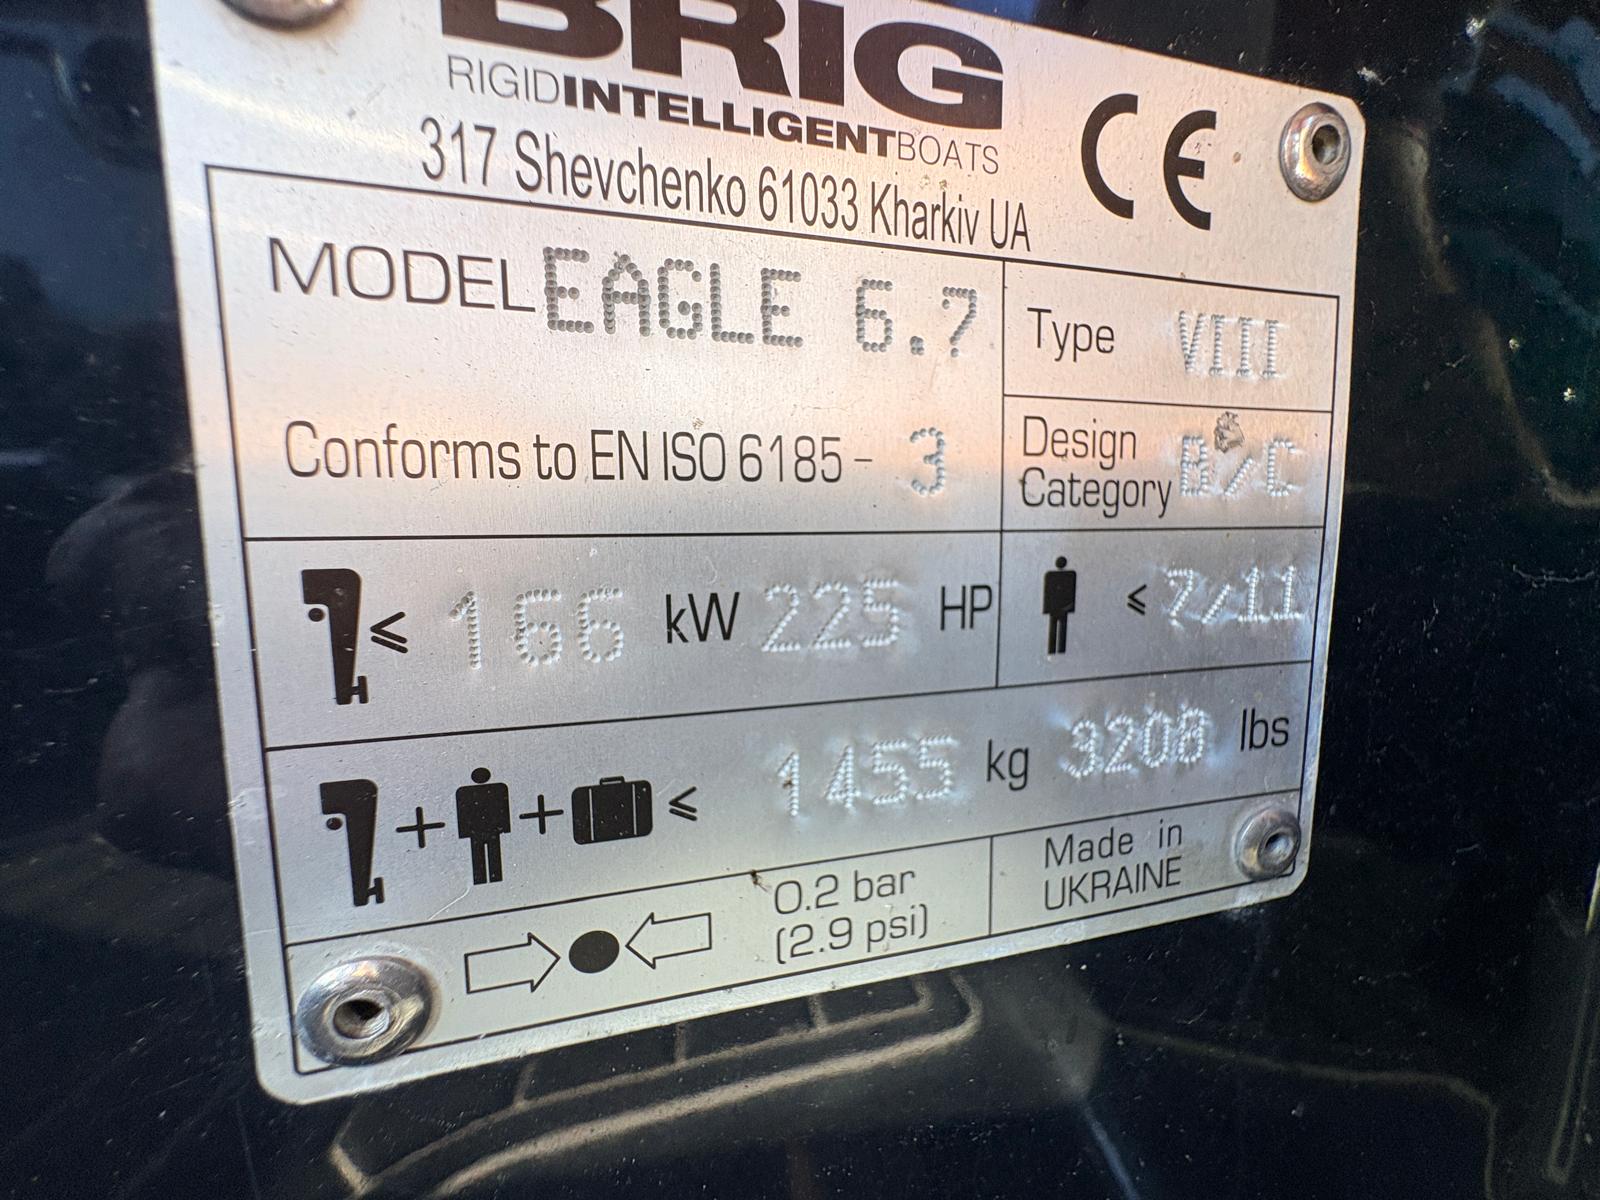 BRIG
RIGIDINTELLIGENTBOATS
CE
317 Shevchenko 61033 Kharkiv UA
MODEL EAGLE 6.7
Type VIII
Conforms to EN ISO 6185 - 3
Design Category B/C
≤ 166 kW 225 HP
≤ 7/11
+ + ≤ 1455 kg 3208 lbs
0.2 bar
(2.9 psi)
Made in
UKRAINE